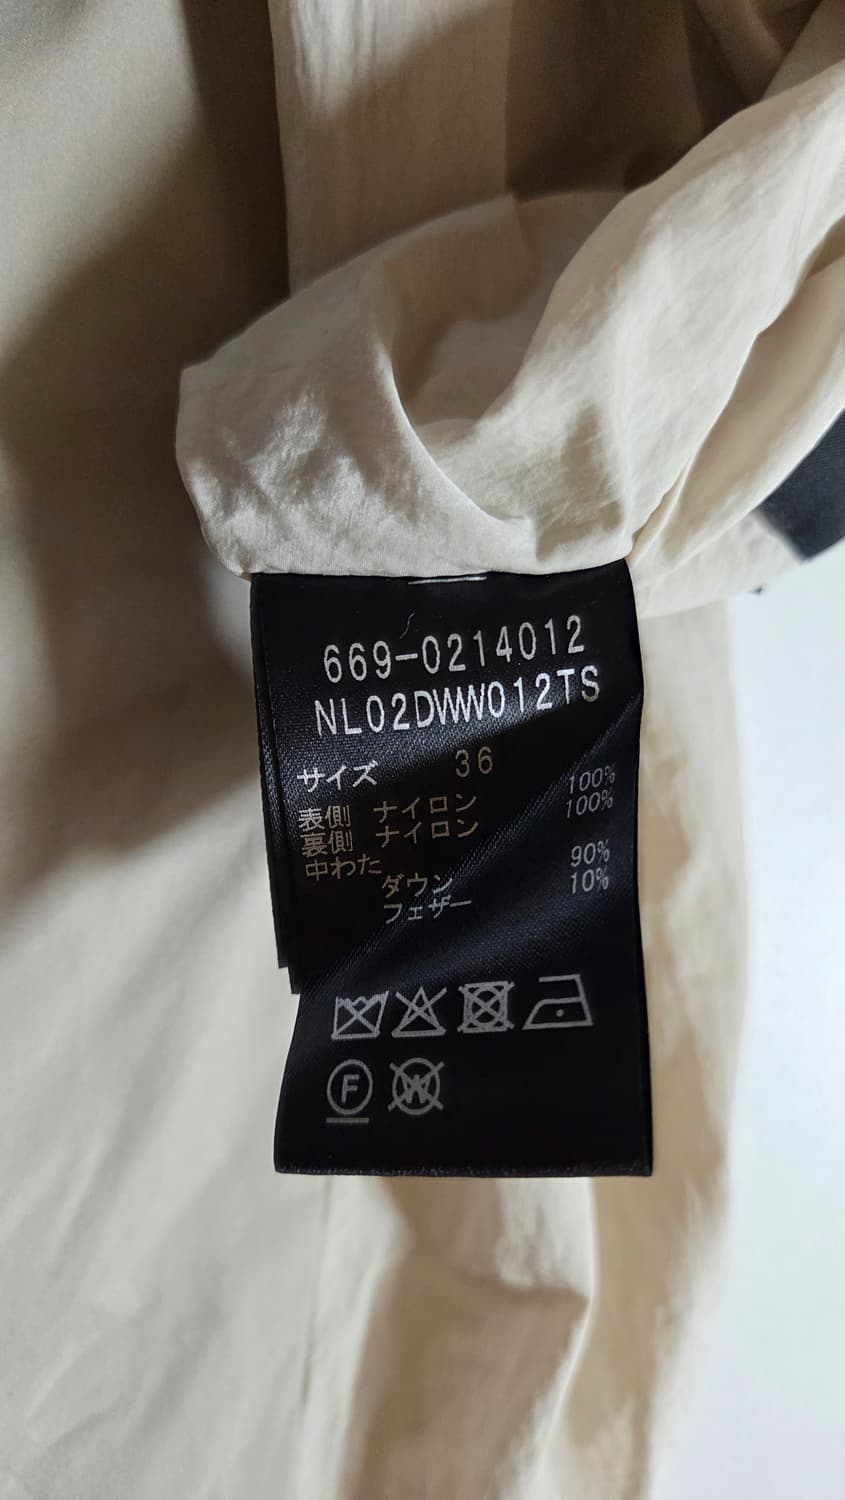 669-0214012
NL02DWW012TS
サイズ 36
表側 ナイロン 100%
裏側 ナイロン 100%
中わた
ダウン 90%
フェザー 10%
F W